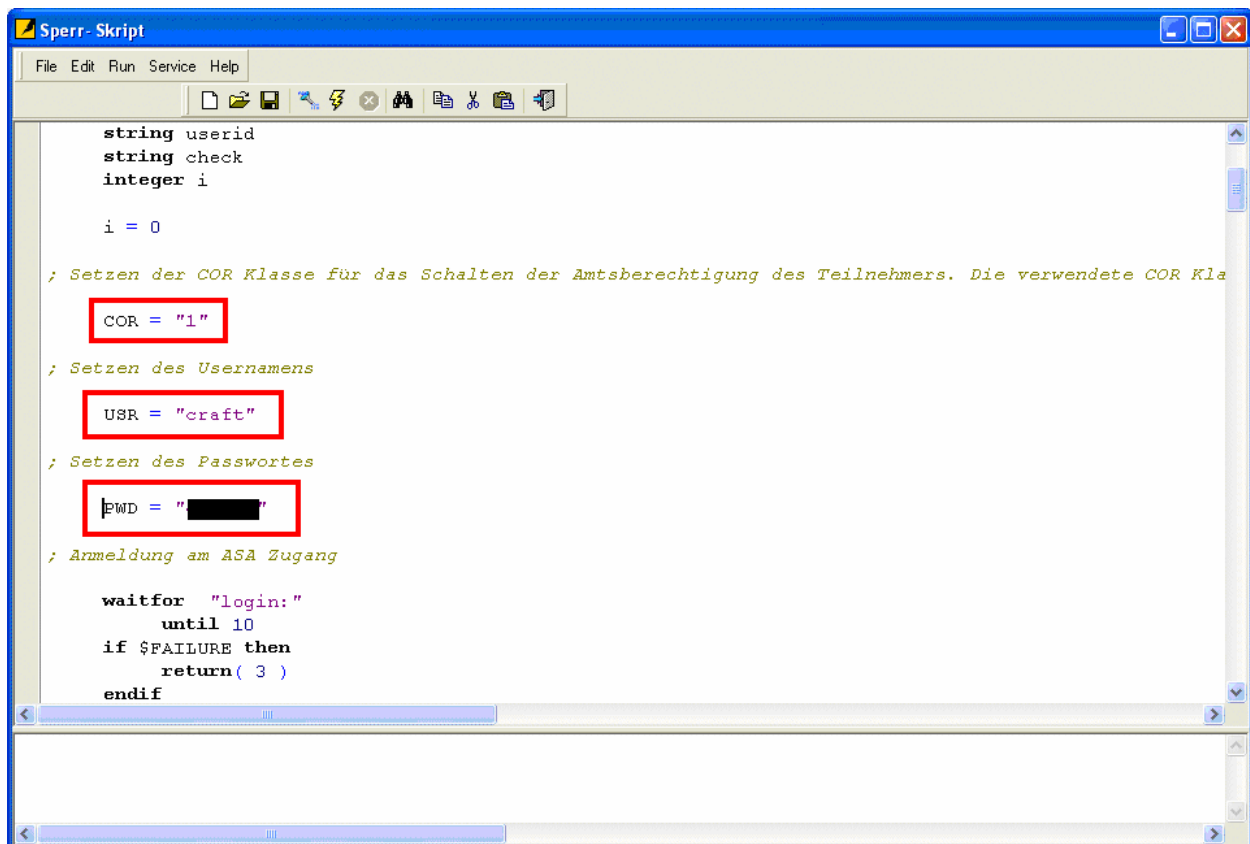 Sperr- Skript
File Edit Run Service Help
string userid
string check
integer i
i = 0
; Setzen der COR Klasse für das Schalten der Amtsberechtigung des Teilnehmers. Die verwendete COR Kla
COR = "1"
; Setzen des Usernamens
USR = "craft"
; Setzen des Passwortes
PWD = " "
; Anmeldung am ASA Zugang
waitfor "login:"
until 10
if $FAILURE then
return( 3 )
endif